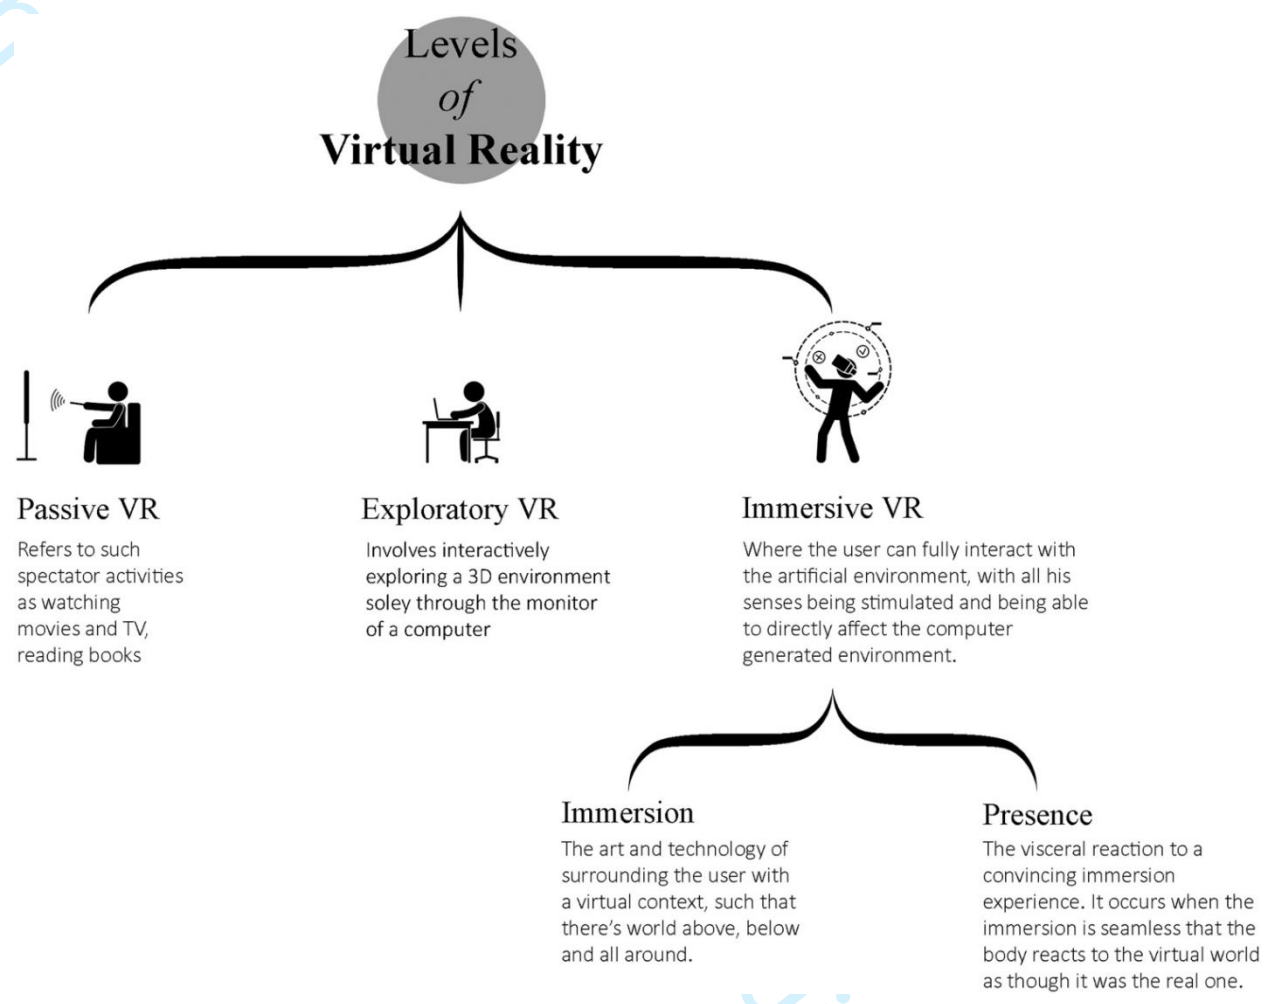 Levels
of
Virtual Reality
Passive VR
Refers to such
spectator activities
as watching
movies and TV,
reading books
Exploratory VR
Involves interactively
exploring a 3D environment
soley through the monitor
of a computer
Immersive VR
Where the user can fully interact with
the artificial environment, with all his
senses being stimulated and being able
to directly affect the computer
generated environment.
Immersion
The art and technology of
surrounding the user with
a virtual context, such that
there's world above, below
and all around.
Presence
The visceral reaction to a
convincing immersion
experience. It occurs when the
immersion is seamless that the
body reacts to the virtual world
as though it was the real one.